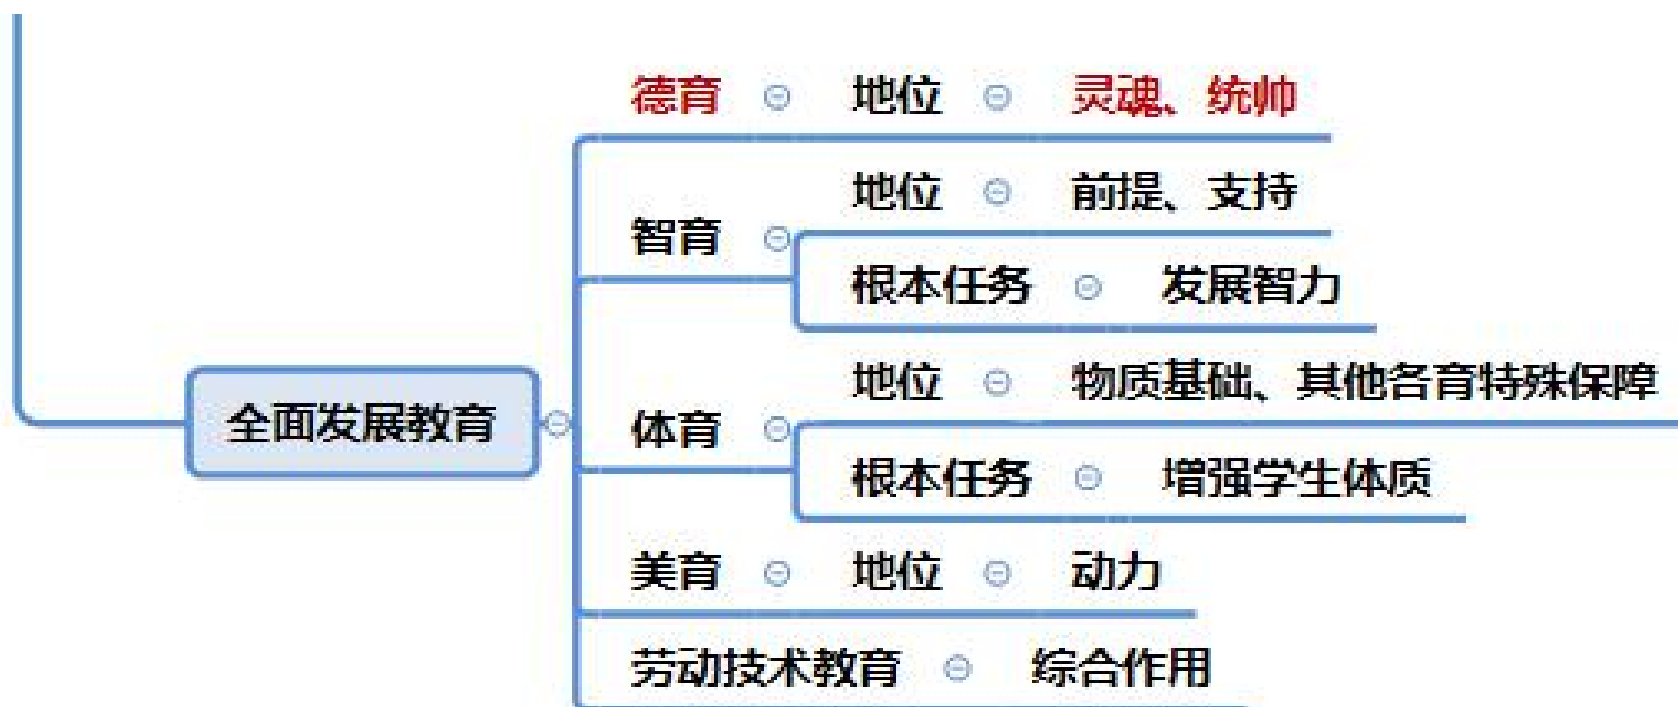 德育 地位 灵魂、统帅
地位 前提、支持
智育
根本任务 发展智力
地位 物质基础、其他各育特殊保障
全面发展教育
体育
根本任务 增强学生体质
美育 地位 动力
劳动技术教育 综合作用